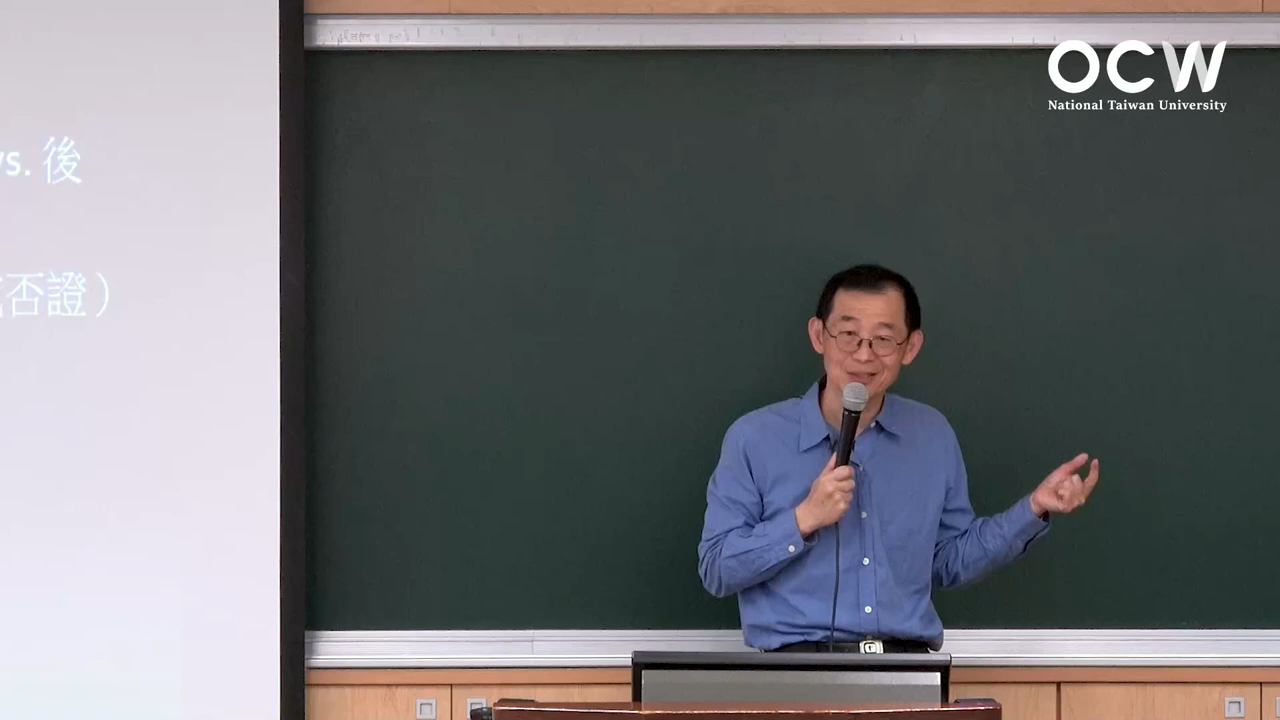 vs. 後
否證）
OCW
National Taiwan University